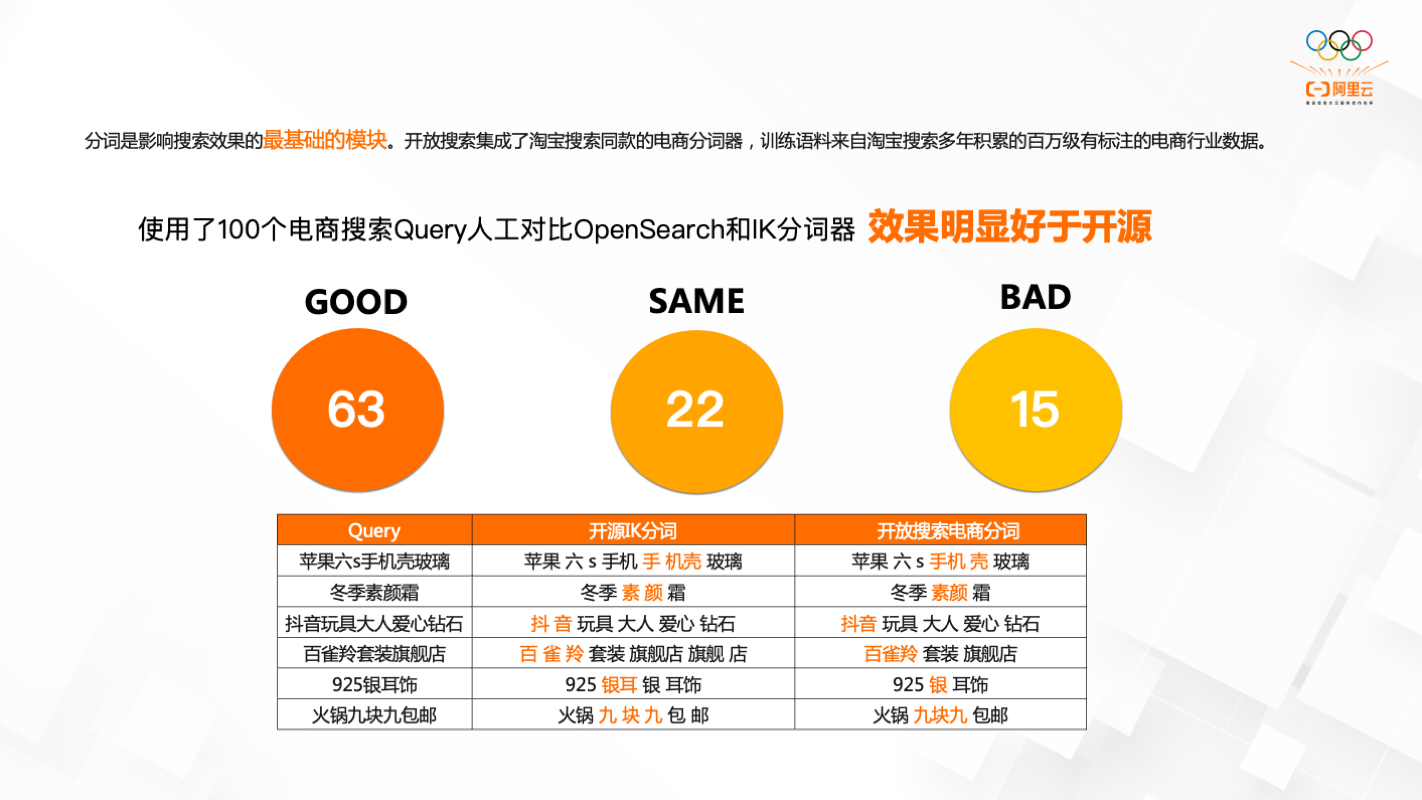 阿里云
分词是影响搜索效果的最基础的模块。开放搜索集成了淘宝搜索同款的电商分词器，训练语料来自淘宝搜索多年积累的百万级有标注的电商行业数据。
使用了100个电商搜索Query人工对比OpenSearch和IK分词器 效果明显好于开源
GOOD SAME BAD
63 22 15
Query 开源IK分词 开放搜索电商分词
苹果六s手机壳玻璃 苹果 六 s 手机 手 机壳 玻璃 苹果 六 s 手机 壳 玻璃
冬季素颜霜 冬季 素 颜 霜 冬季 素颜 霜
抖音玩具大人爱心钻石 抖 音 玩具 大人 爱心 钻石 抖音 玩具 大人 爱心 钻石
百雀羚套装旗舰店 百 雀 羚 套装 旗舰店 旗舰 店 百雀羚 套装 旗舰店
925银耳饰 925 银耳 银 耳饰 925 银 耳饰
火锅九块九包邮 火锅 九 块 九 包 邮 火锅 九块九 包邮